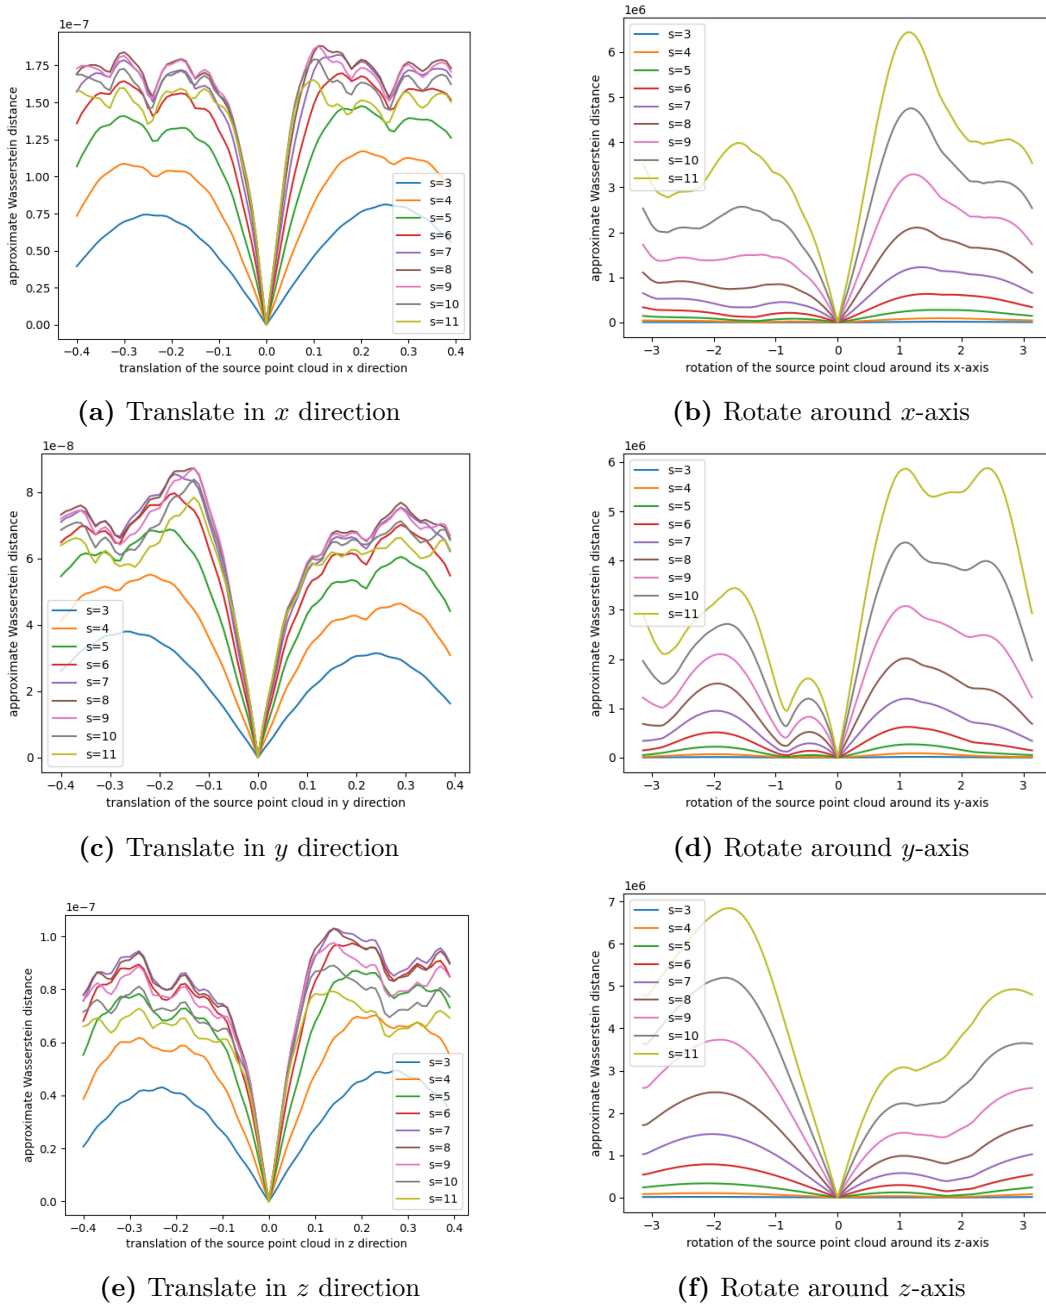 1e−7
approximate Wasserstein distance
1.75
1.50
1.25
1.00
0.75
0.50
0.25
0.00
−0.4 −0.3 −0.2 −0.1 0.0 0.1 0.2 0.3 0.4
translation of the source point cloud in x direction
s=3
s=4
s=5
s=6
s=7
s=8
s=9
s=10
s=11
(a) Translate in x direction
1e6
approximate Wasserstein distance
6
5
4
3
2
1
0
−3 −2 −1 0 1 2 3
rotation of the source point cloud around its x-axis
s=3
s=4
s=5
s=6
s=7
s=8
s=9
s=10
s=11
(b) Rotate around x-axis
1e−8
approximate Wasserstein distance
8
6
4
2
0
−0.4 −0.3 −0.2 −0.1 0.0 0.1 0.2 0.3 0.4
translation of the source point cloud in y direction
s=3
s=4
s=5
s=6
s=7
s=8
s=9
s=10
s=11
(c) Translate in y direction
1e6
approximate Wasserstein distance
6
5
4
3
2
1
0
−3 −2 −1 0 1 2 3
rotation of the source point cloud around its y-axis
s=3
s=4
s=5
s=6
s=7
s=8
s=9
s=10
s=11
(d) Rotate around y-axis
1e−7
approximate Wasserstein distance
1.0
0.8
0.6
0.4
0.2
0.0
−0.4 −0.3 −0.2 −0.1 0.0 0.1 0.2 0.3 0.4
translation of the source point cloud in z direction
s=3
s=4
s=5
s=6
s=7
s=8
s=9
s=10
s=11
(e) Translate in z direction
1e6
approximate Wasserstein distance
7
6
5
4
3
2
1
0
−3 −2 −1 0 1 2 3
rotation of the source point cloud around its z-axis
s=3
s=4
s=5
s=6
s=7
s=8
s=9
s=10
s=11
(f) Rotate around z-axis